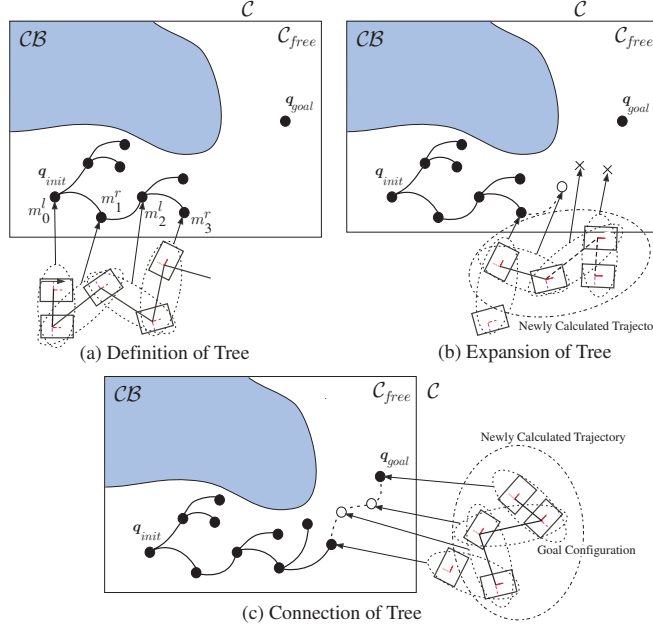 C
C
CB
C_free
q_goal
q_init
m_0^l
m_1^r
m_2^l
m_3^r
(a) Definition of Tree
CB
C_free
q_goal
q_init
Newly Calculated Trajecto
(b) Expansion of Tree
CB
C_free
C
q_goal
q_init
Newly Calculated Trajectory
Goal Configuration
(c) Connection of Tree